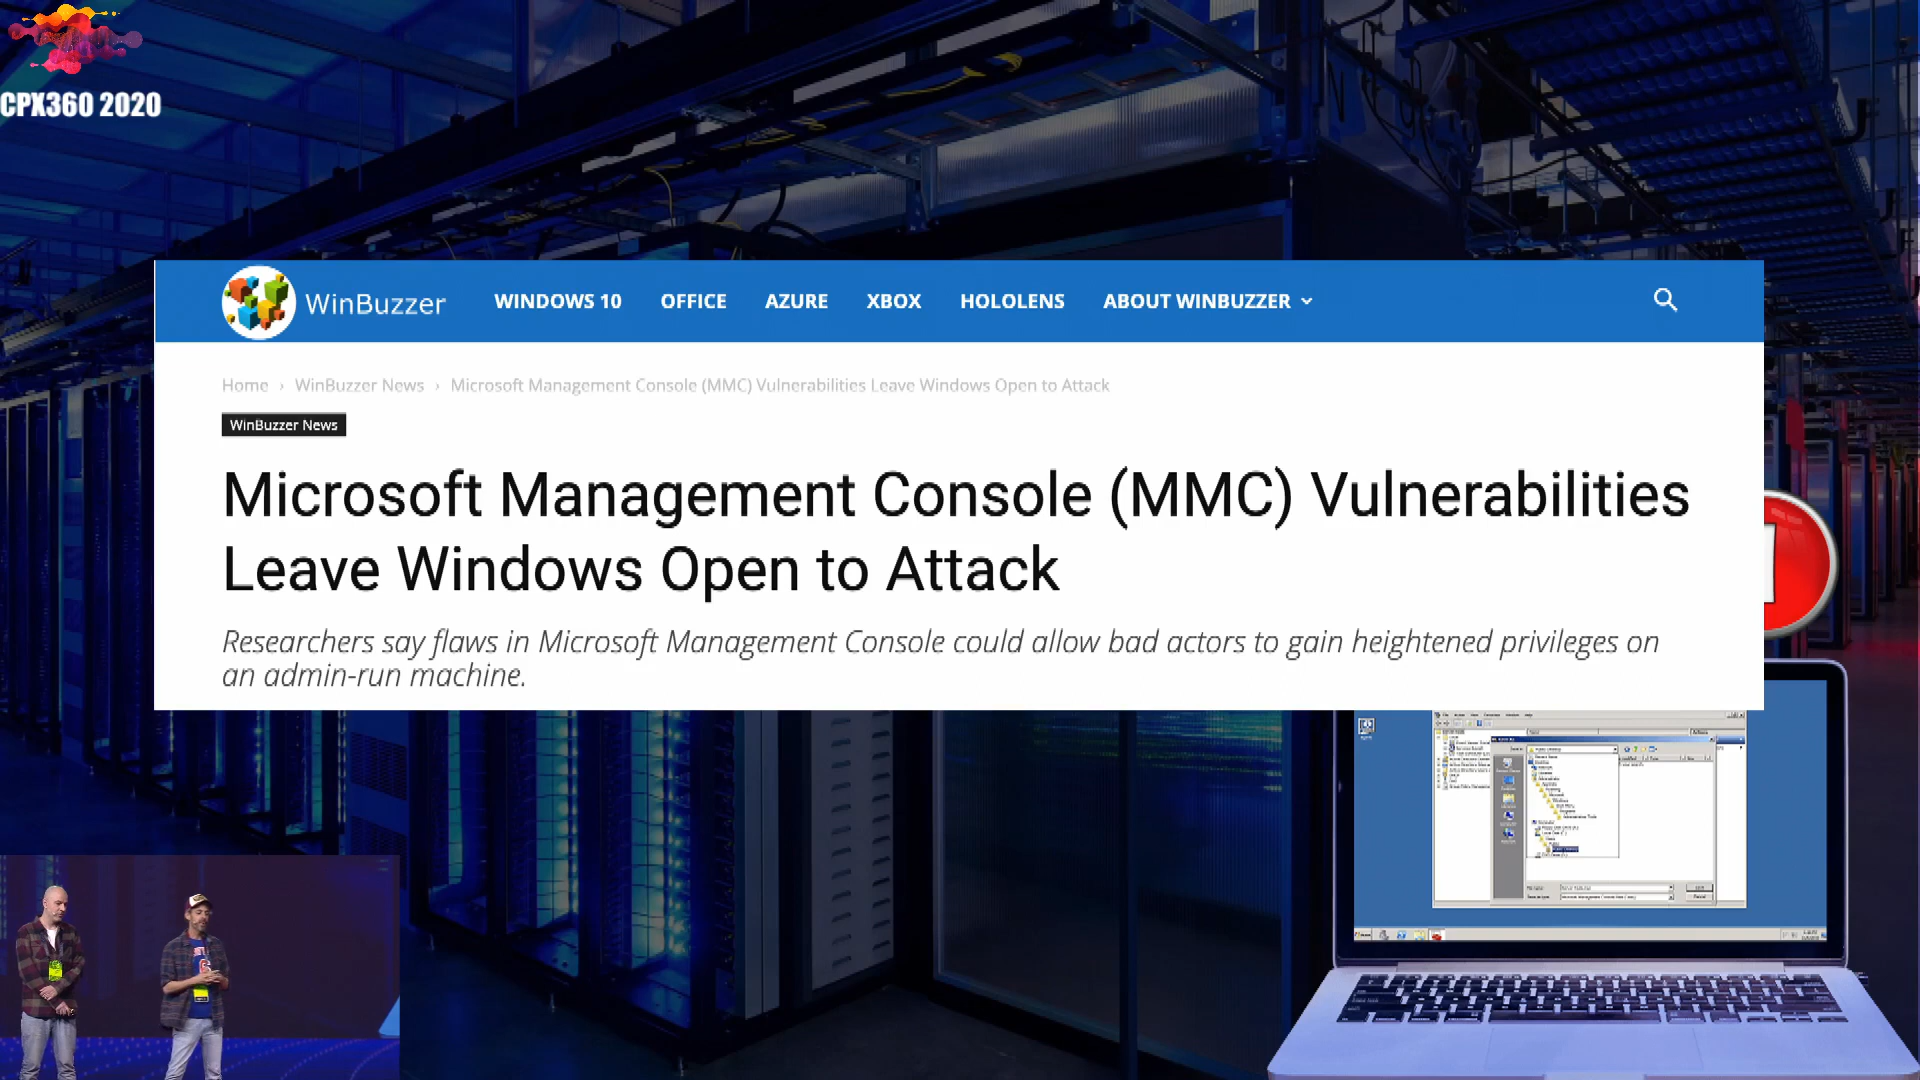 CPX360 2020
WinBuzzer
WINDOWS 10 OFFICE AZURE XBOX HOLOLENS ABOUT WINBUZZER
Home › WinBuzzer News › Microsoft Management Console (MMC) Vulnerabilities Leave Windows Open to Attack
WinBuzzer News
Microsoft Management Console (MMC) Vulnerabilities
Leave Windows Open to Attack
Researchers say flaws in Microsoft Management Console could allow bad actors to gain heightened privileges on
an admin-run machine.